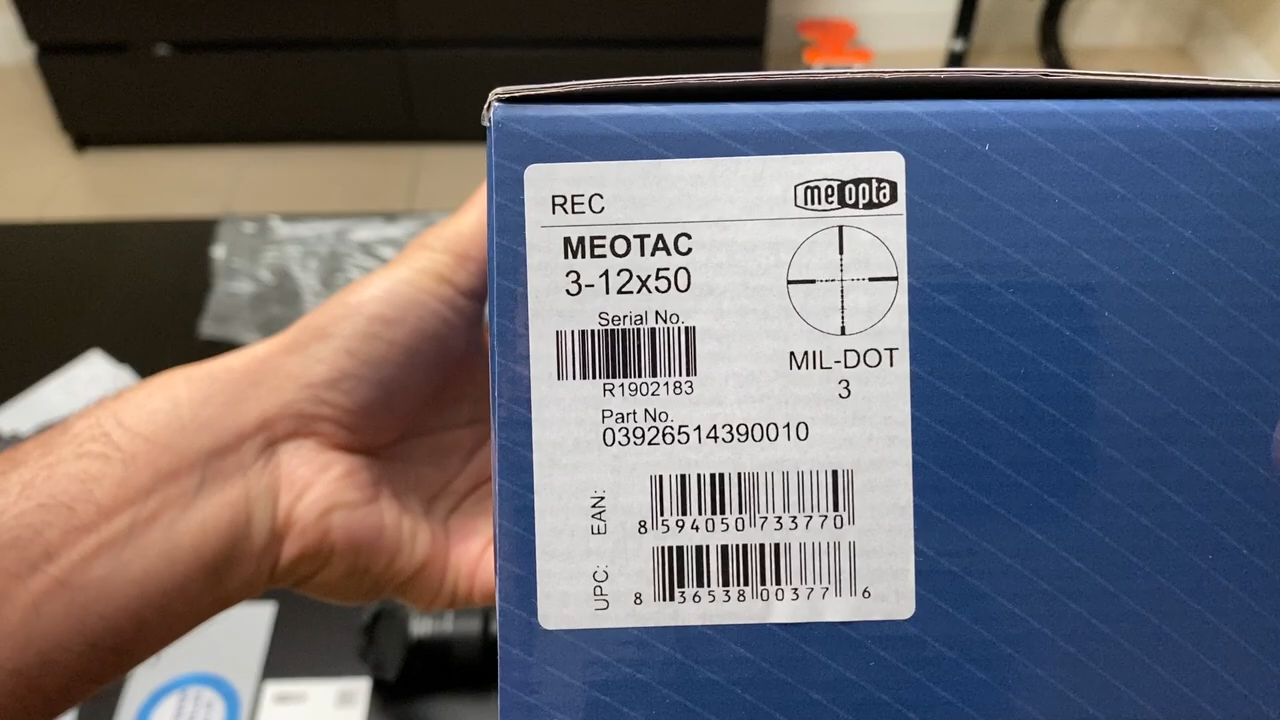 REC
meopta
MEOTAC
3-12x50
Serial No.
R1902183
MIL-DOT
3
Part No.
03926514390010
EAN:
8 594050 733770
UPC:
8 36538 00377 6